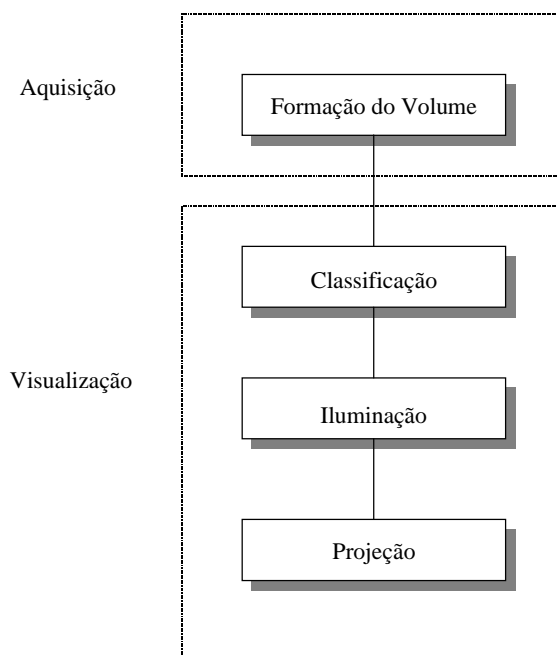 Aquisição
Formação do Volume
Classificação
Visualização
Iluminação
Projeção